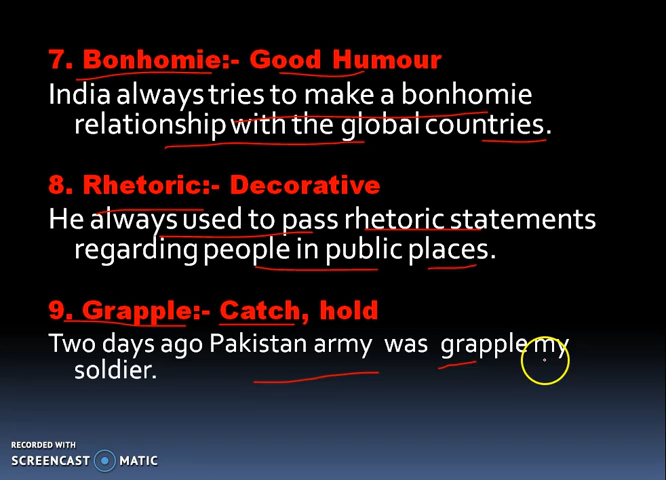 7. Bonhomie:- Good Humour
India always tries to make a bonhomie
relationship with the global countries.
8. Rhetoric:- Decorative
He always used to pass rhetoric statements
regarding people in public places.
9. Grapple:- Catch, hold
Two days ago Pakistan army was grapple my
soldier.
RECORDED WITH
SCREENCAST MATIC